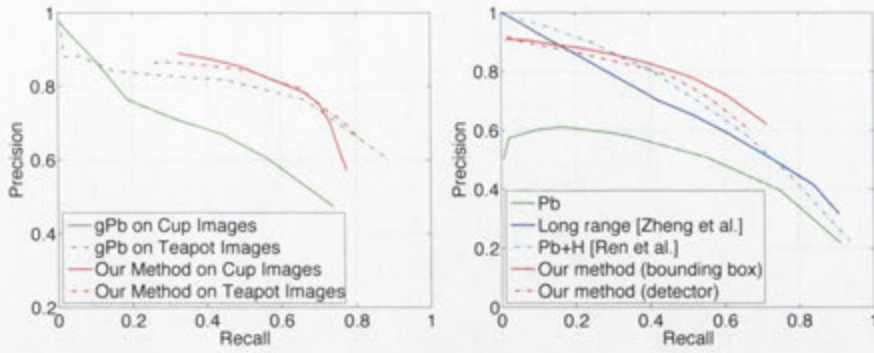 1
0.8
0.6
0.4
0.2
0
0.2
0.4
0.6
0.8
1
Precision
Recall
gPb on Cup Images
gPb on Teapot Images
Our Method on Cup Images
Our Method on Teapot Images
1
0.8
0.6
0.4
0.2
0
0
0.2
0.4
0.6
0.8
1
Precision
Recall
Pb
Long range [Zheng et al.]
Pb+H [Ren et al.]
Our method (bounding box)
Our method (detector)